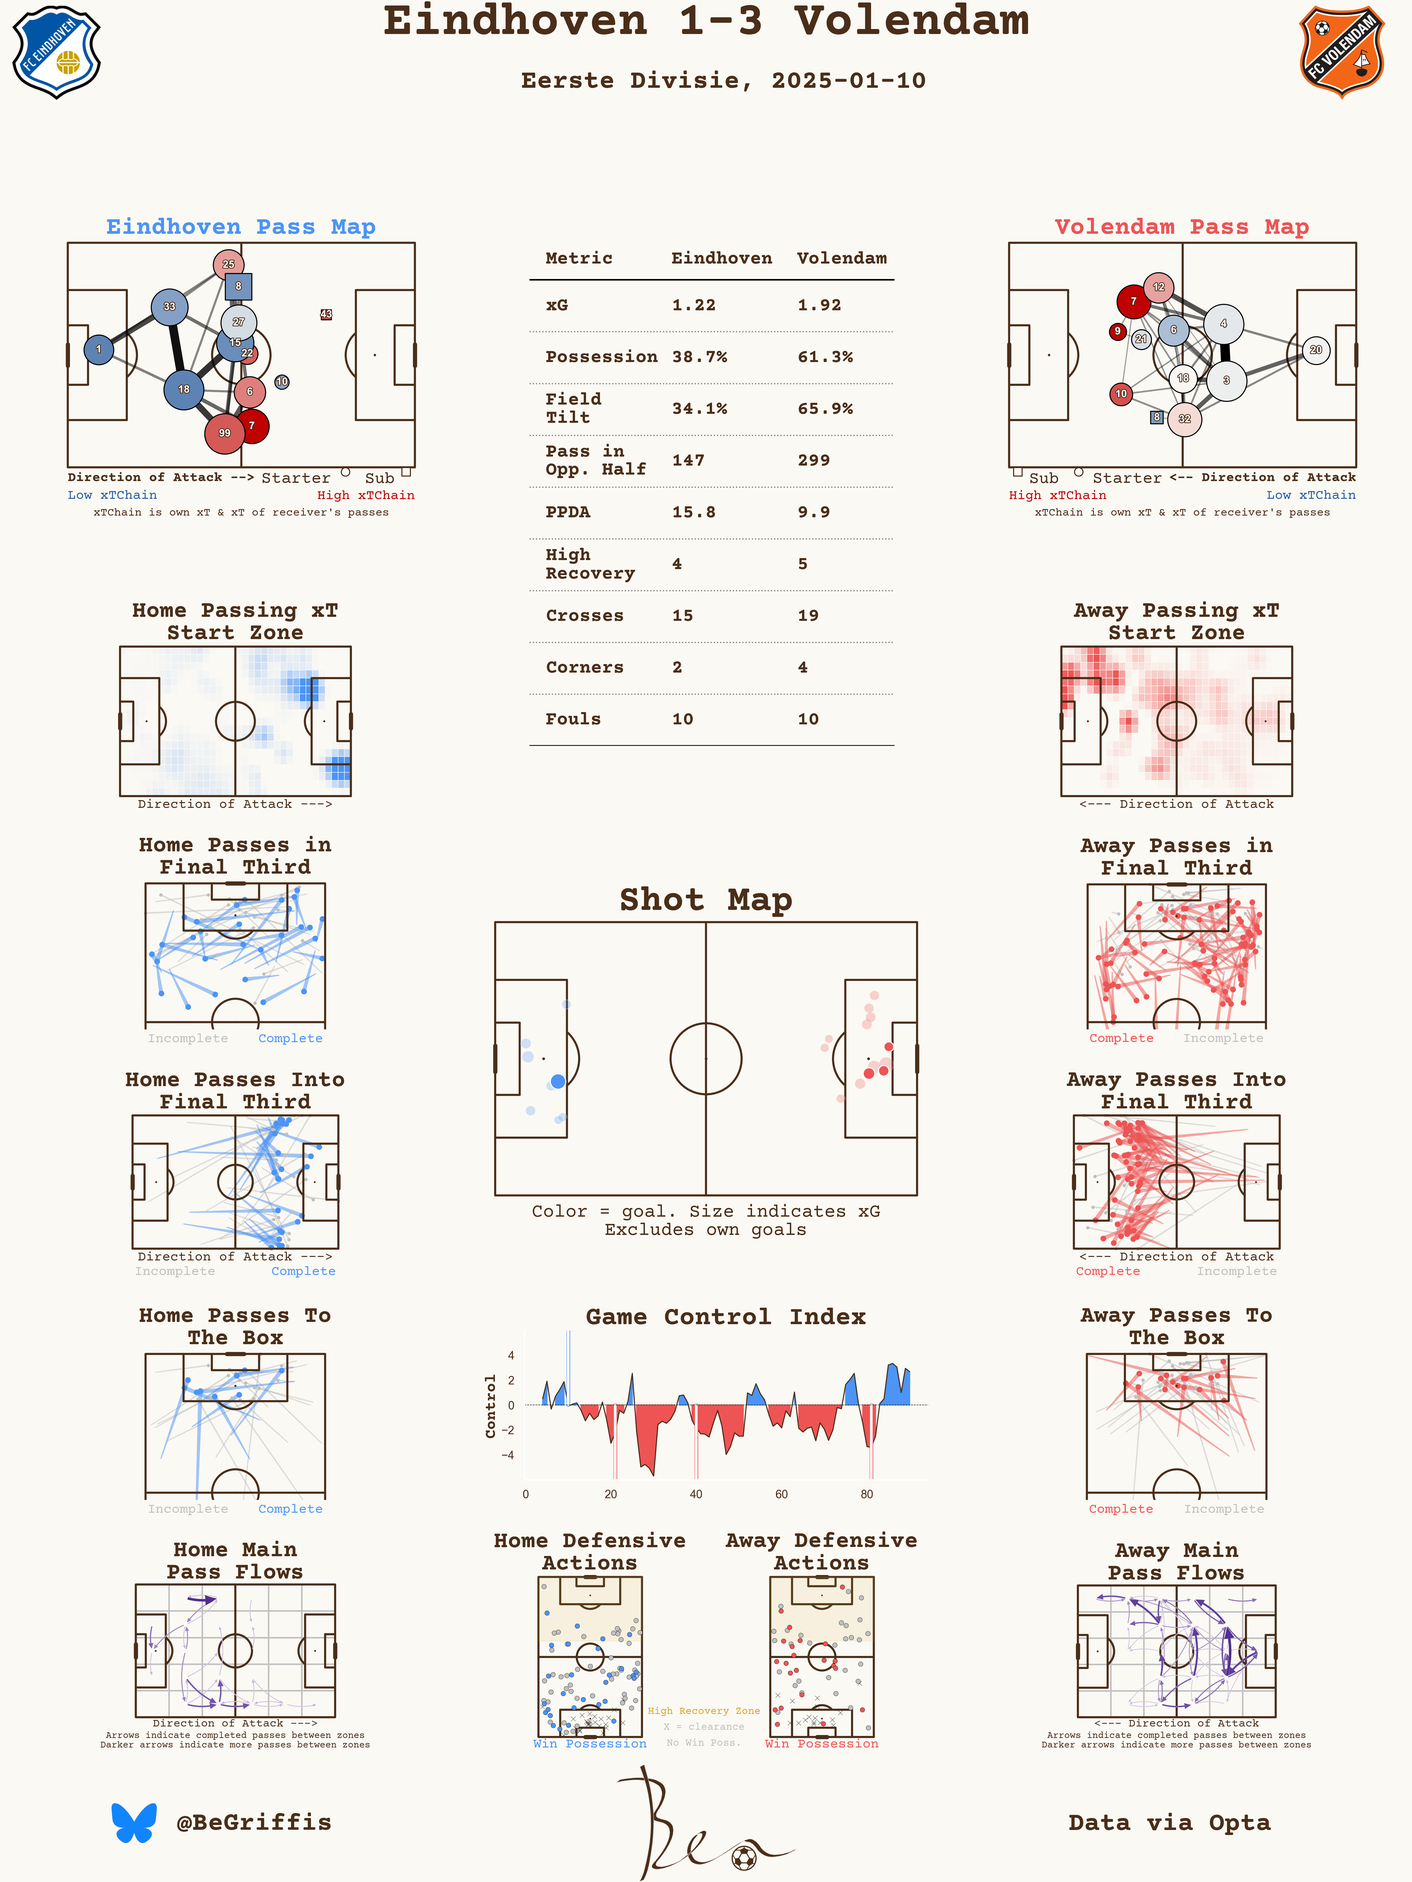 Eindhoven 1-3 Volendam
Eerste Divisie, 2025-01-10
FC EINDHOVEN
FC VOLENDAM
Eindhoven Pass Map
25
8
33
27
43
1
15
22
10
18
6
7
99
Direction of Attack --> Starter Sub
Low xTChain High xTChain
xTChain is own xT & xT of receiver's passes
Metric Eindhoven Volendam
xG 1.22 1.92
Possession 38.7% 61.3%
Field
Tilt 34.1% 65.9%
Pass in
Opp. Half 147 299
PPDA 15.8 9.9
High
Recovery 4 5
Crosses 15 19
Corners 2 4
Fouls 10 10
Volendam Pass Map
12
7
4
9
6
21
20
18
3
10
8
32
Sub Starter <-- Direction of Attack
High xTChain Low xTChain
xTChain is own xT & xT of receiver's passes
Home Passing xT
Start Zone
Direction of Attack --->
Away Passing xT
Start Zone
<--- Direction of Attack
Home Passes in
Final Third
Incomplete Complete
Away Passes in
Final Third
Complete Incomplete
Shot Map
Color = goal. Size indicates xG
Excludes own goals
Home Passes Into
Final Third
Direction of Attack --->
Incomplete Complete
Away Passes Into
Final Third
<--- Direction of Attack
Complete Incomplete
Home Passes To
The Box
Incomplete Complete
Game Control Index
Control
4
2
0
−2
−4
0 20 40 60 80
Away Passes To
The Box
Complete Incomplete
Home Main
Pass Flows
Direction of Attack --->
Arrows indicate completed passes between zones
Darker arrows indicate more passes between zones
Home Defensive
Actions
Win Possession
Away Defensive
Actions
Win Possession
High Recovery Zone
X = clearance
No Win Poss.
Away Main
Pass Flows
<--- Direction of Attack
Arrows indicate completed passes between zones
Darker arrows indicate more passes between zones
@BeGriffis
Ben
Data via Opta